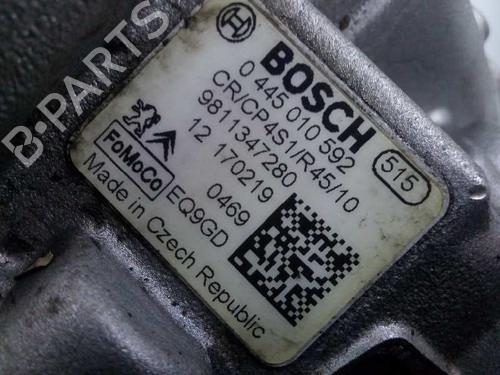 B-PARTS
BOSCH
0 445 010 592
CR/CP4S1/R45/10
9811347280
515
12 170219
0469
FoMoCo
EQ9GD
Made in Czech Republic